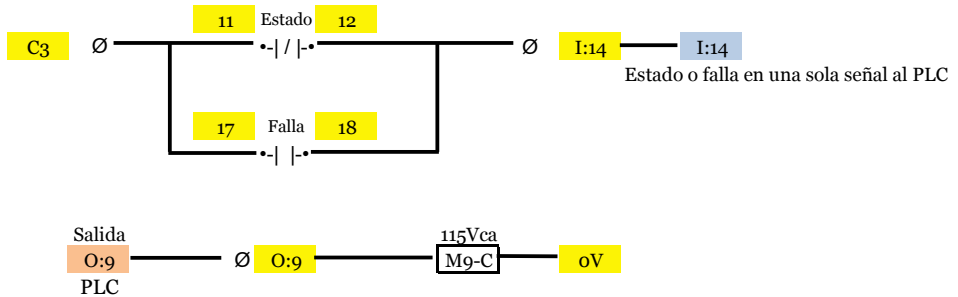 11 Estado 12
C3 Ø •-| / |-• Ø I:14 I:14
Estado o falla en una sola señal al PLC
17 Falla 18
•-| |-•
Salida 115Vca
O:9 Ø O:9 M9-C 0V
PLC